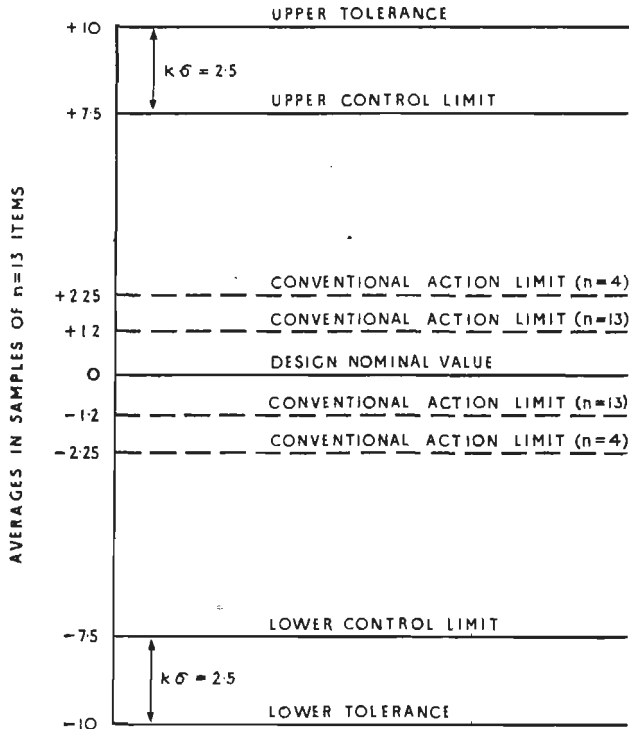 UPPER TOLERANCE
+10
kσ = 2·5
+7·5
UPPER CONTROL LIMIT
CONVENTIONAL ACTION LIMIT (n=4)
+2·25
CONVENTIONAL ACTION LIMIT (n=13)
+1·2
DESIGN NOMINAL VALUE
0
CONVENTIONAL ACTION LIMIT (n=13)
-1·2
CONVENTIONAL ACTION LIMIT (n=4)
-2·25
AVERAGES IN SAMPLES OF n=13 ITEMS
LOWER CONTROL LIMIT
-7·5
kσ = 2·5
LOWER TOLERANCE
-10